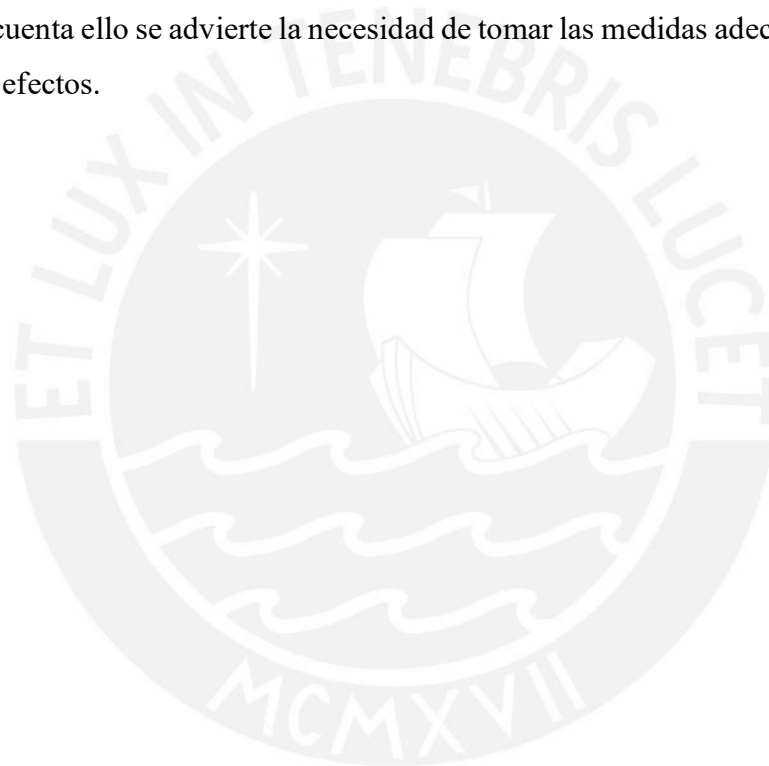 cuenta ello se advierte la necesidad de tomar las medidas adec
efectos.
ET LUX IN TENEBRIS LUCET
MCMXVII